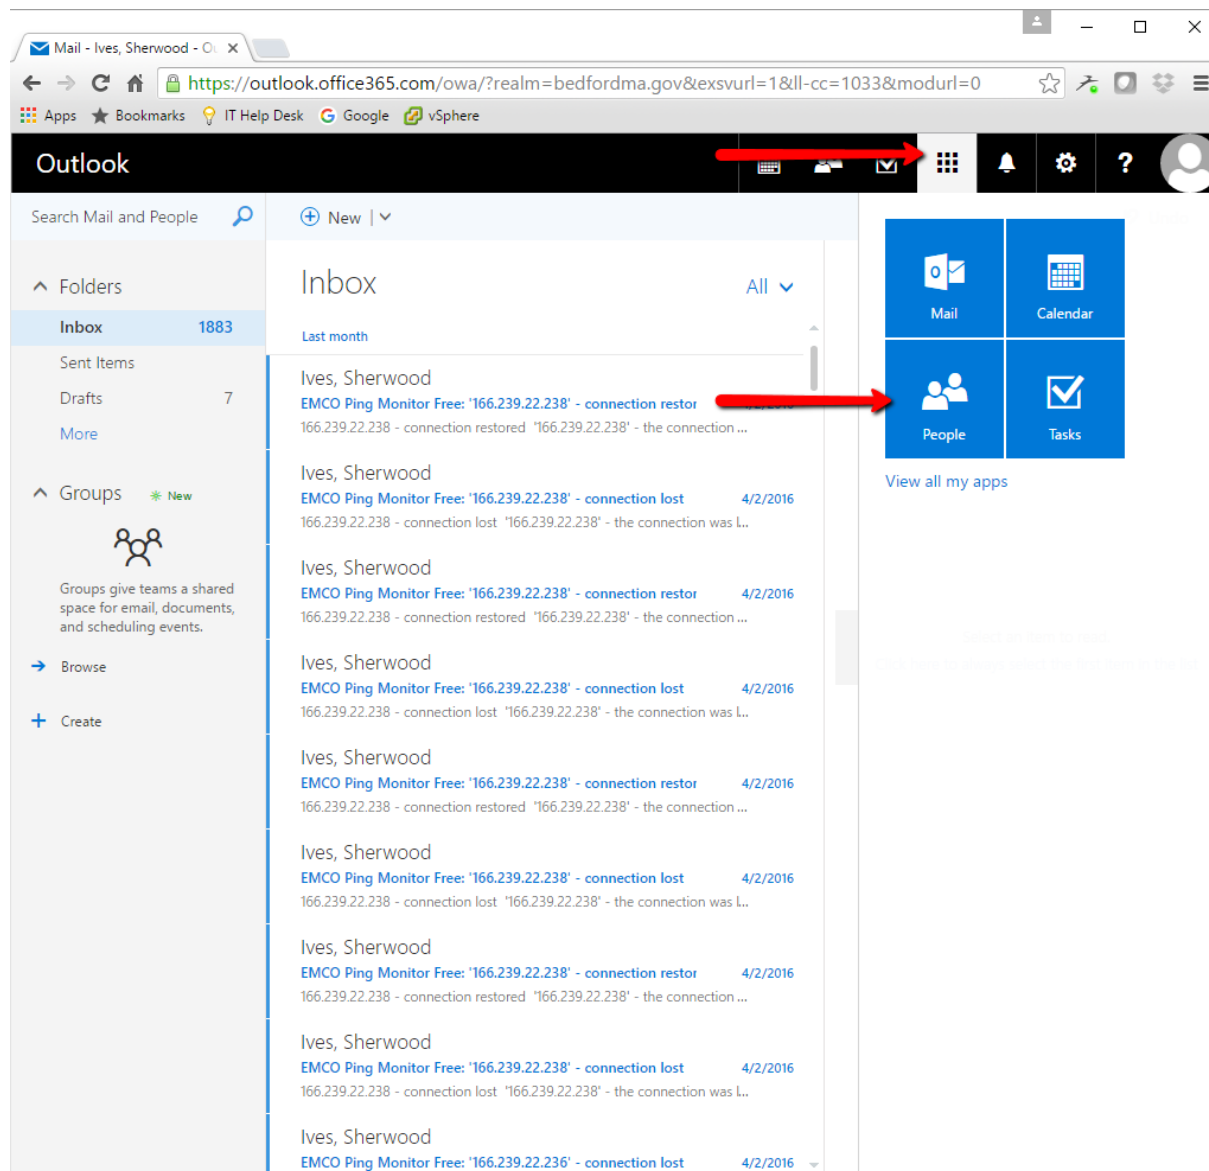 Mail - Ives, Sherwood - Ou
https://outlook.office365.com/owa/?realm=bedfordma.gov&exsvurl=1&ll-cc=1033&modurl=0
Apps Bookmarks IT Help Desk Google vSphere
Outlook
Search Mail and People
New
Folders
Inbox 1883
Sent Items
Drafts 7
More
Groups New
Groups give teams a shared
space for email, documents,
and scheduling events.
Browse
Create
Inbox
All
Last month
Ives, Sherwood
EMCO Ping Monitor Free: '166.239.22.238' - connection restor 4/2/2016
166.239.22.238 - connection restored '166.239.22.238' - the connection ...
Ives, Sherwood
EMCO Ping Monitor Free: '166.239.22.238' - connection lost 4/2/2016
166.239.22.238 - connection lost '166.239.22.238' - the connection was l...
Ives, Sherwood
EMCO Ping Monitor Free: '166.239.22.238' - connection restor 4/2/2016
166.239.22.238 - connection restored '166.239.22.238' - the connection ...
Ives, Sherwood
EMCO Ping Monitor Free: '166.239.22.238' - connection lost 4/2/2016
166.239.22.238 - connection lost '166.239.22.238' - the connection was l...
Ives, Sherwood
EMCO Ping Monitor Free: '166.239.22.238' - connection restor 4/2/2016
166.239.22.238 - connection restored '166.239.22.238' - the connection ...
Ives, Sherwood
EMCO Ping Monitor Free: '166.239.22.238' - connection lost 4/2/2016
166.239.22.238 - connection lost '166.239.22.238' - the connection was l...
Ives, Sherwood
EMCO Ping Monitor Free: '166.239.22.238' - connection restor 4/2/2016
166.239.22.238 - connection restored '166.239.22.238' - the connection ...
Ives, Sherwood
EMCO Ping Monitor Free: '166.239.22.238' - connection lost 4/2/2016
166.239.22.238 - connection lost '166.239.22.238' - the connection was l...
Ives, Sherwood
EMCO Ping Monitor Free: '166.239.22.236' - connection lost 4/2/2016
Mail
Calendar
People
Tasks
View all my apps